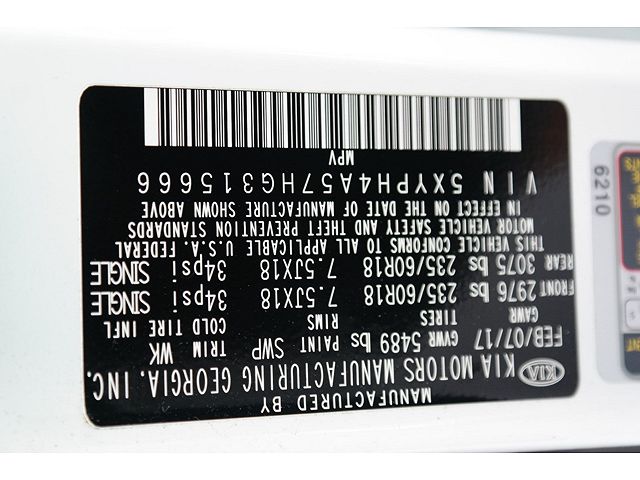 MANUFACTURED BY
KIA KIA MOTORS MANUFACTURING GEORGIA, INC.
FEB/07/17 GVWR 5489 lbs PAINT SWP TRIM WK
GAWR TIRES RIMS COLD TIRE INFL
FRONT 2976 lbs 235/60R18 7.5JX18 34psi SINGLE
REAR 3075 lbs 235/60R18 7.5JX18 34psi SINGLE
THIS VEHICLE CONFORMS TO ALL APPLICABLE U.S.A. FEDERAL
MOTOR VEHICLE SAFETY AND THEFT PREVENTION STANDARDS
IN EFFECT ON THE DATE OF MANUFACTURE SHOWN ABOVE
VIN 5XYPH4A57HG315666
MPV
6210